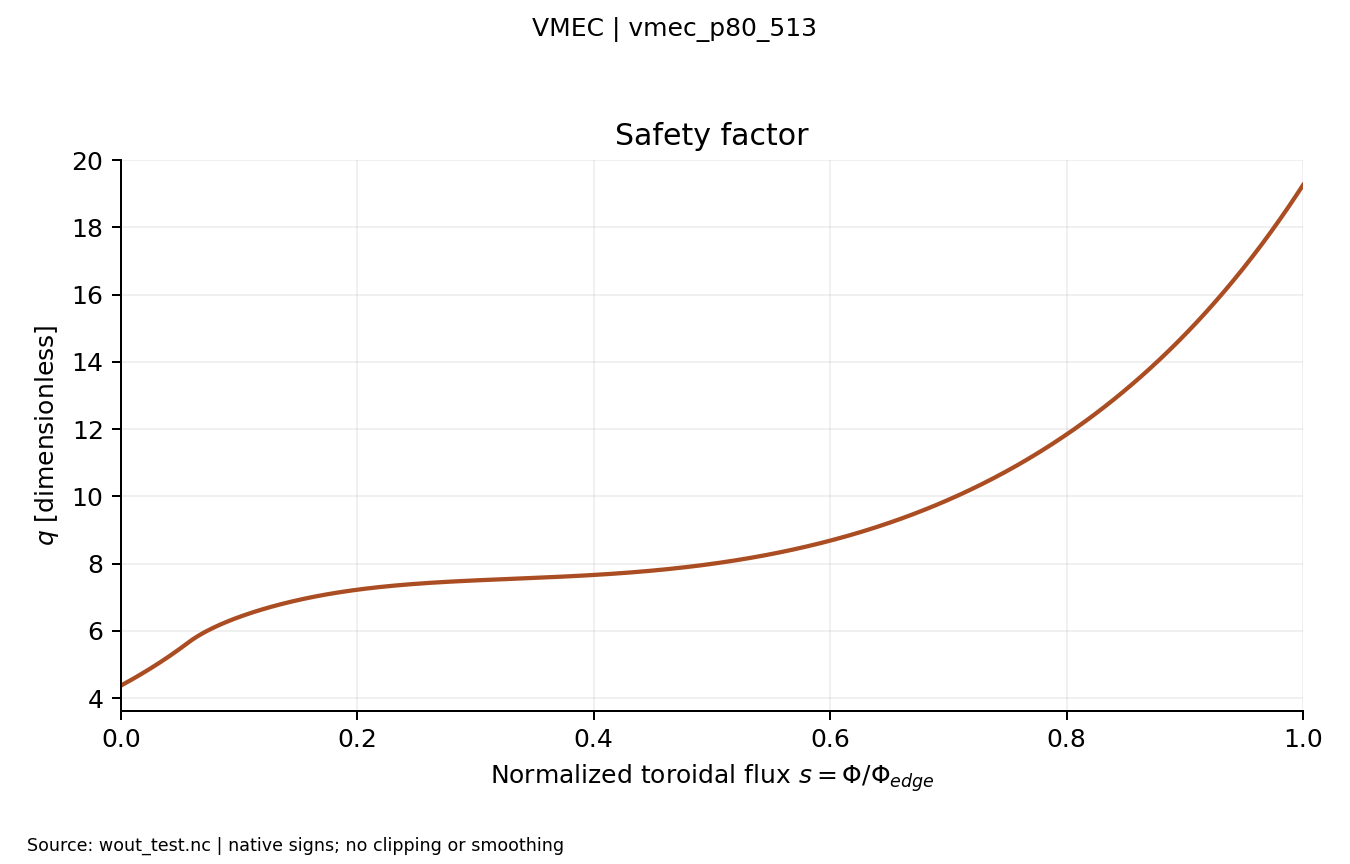 VMEC | vmec_p80_513
Safety factor
q [dimensionless]
20
18
16
14
12
10
8
6
4
0.0 0.2 0.4 0.6 0.8 1.0
Normalized toroidal flux s = Φ/Φedge
Source: wout_test.nc | native signs; no clipping or smoothing